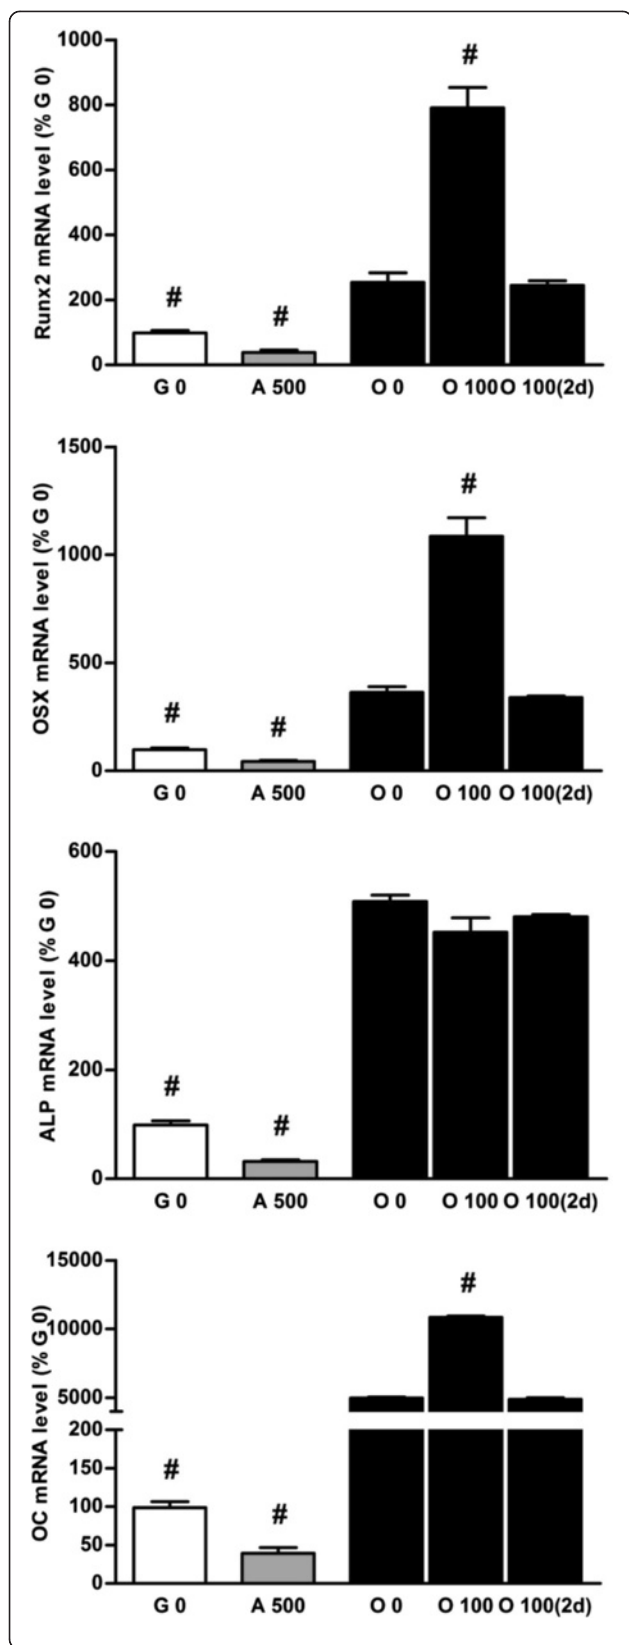 Runx2 mRNA level (% G 0)
1000
800
600
400
200
0
# # #
G 0 A 500 O 0 O 100 O 100(2d)
OSX mRNA level (% G 0)
1500
1000
500
0
# # #
G 0 A 500 O 0 O 100 O 100(2d)
ALP mRNA level (% G 0)
600
400
200
0
# #
G 0 A 500 O 0 O 100 O 100(2d)
OC mRNA level (% G 0)
15000
10000
5000
200
150
100
50
0
# # #
G 0 A 500 O 0 O 100 O 100(2d)